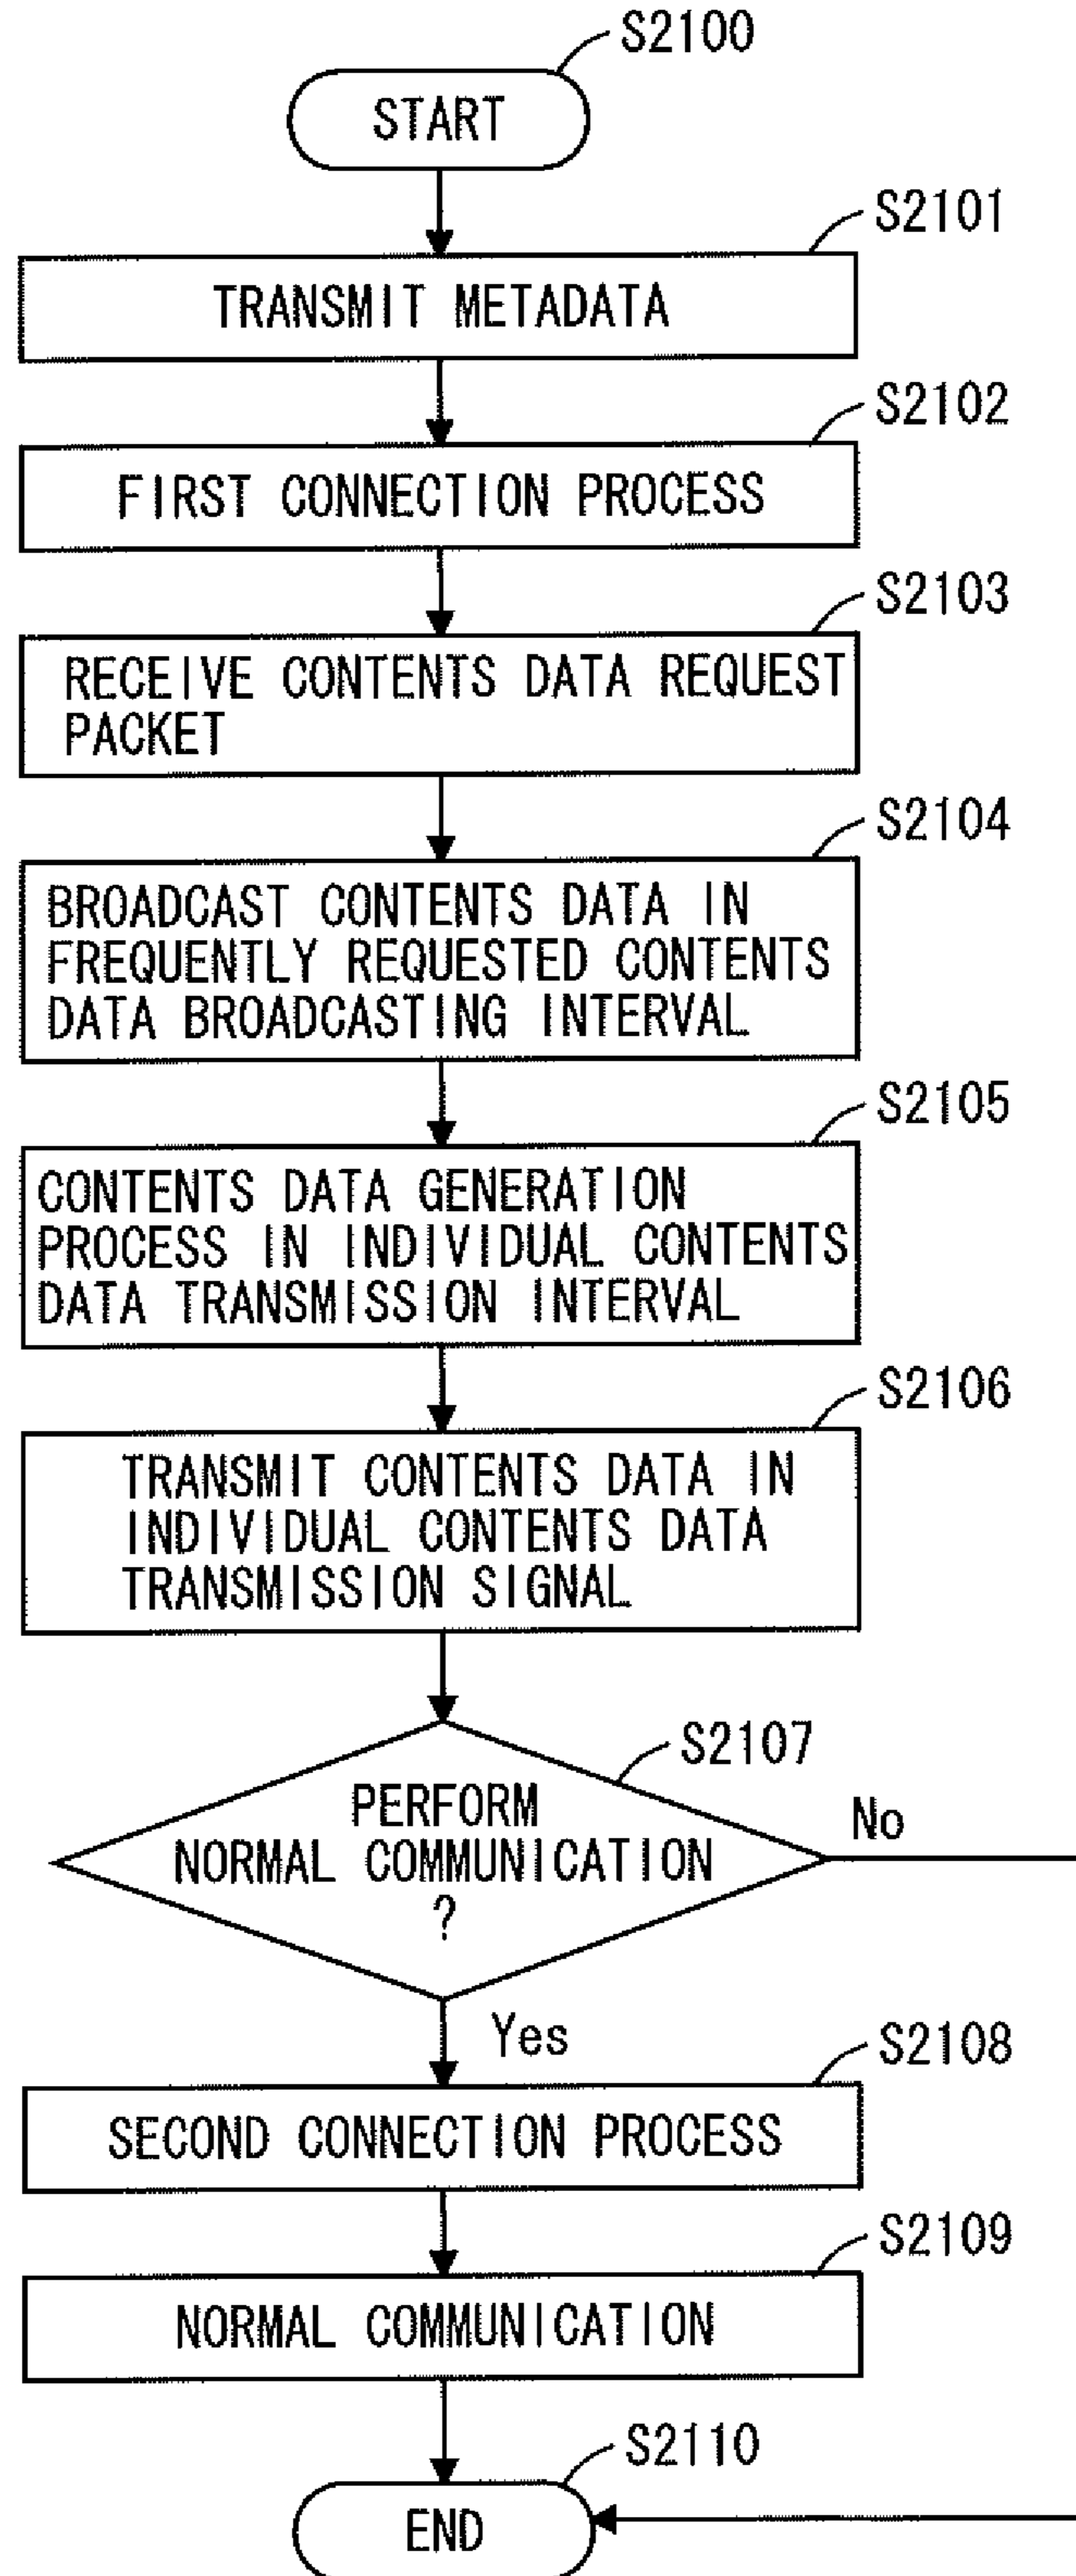 S2100
START
S2101
TRANSMIT METADATA
S2102
FIRST CONNECTION PROCESS
S2103
RECEIVE CONTENTS DATA REQUEST
PACKET
S2104
BROADCAST CONTENTS DATA IN
FREQUENTLY REQUESTED CONTENTS
DATA BROADCASTING INTERVAL
S2105
CONTENTS DATA GENERATION
PROCESS IN INDIVIDUAL CONTENTS
DATA TRANSMISSION INTERVAL
S2106
TRANSMIT CONTENTS DATA IN
INDIVIDUAL CONTENTS DATA
TRANSMISSION SIGNAL
S2107
PERFORM
NORMAL COMMUNICATION
?
No
Yes
S2108
SECOND CONNECTION PROCESS
S2109
NORMAL COMMUNICATION
S2110
END